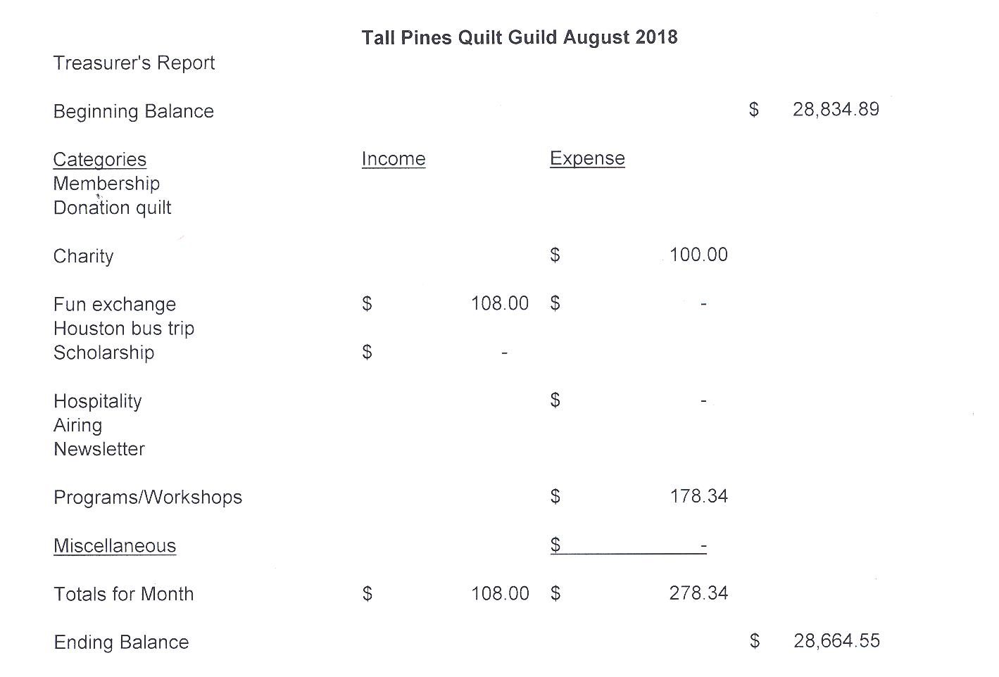 Tall Pines Quilt Guild August 2018
Treasurer's Report
Beginning Balance $ 28,834.89
Categories Income Expense
Membership
Donation quilt
Charity $ 100.00
Fun exchange $ 108.00 $ -
Houston bus trip
Scholarship $ -
Hospitality $ -
Airing
Newsletter
Programs/Workshops $ 178.34
Miscellaneous $ -
Totals for Month $ 108.00 $ 278.34
Ending Balance $ 28,664.55